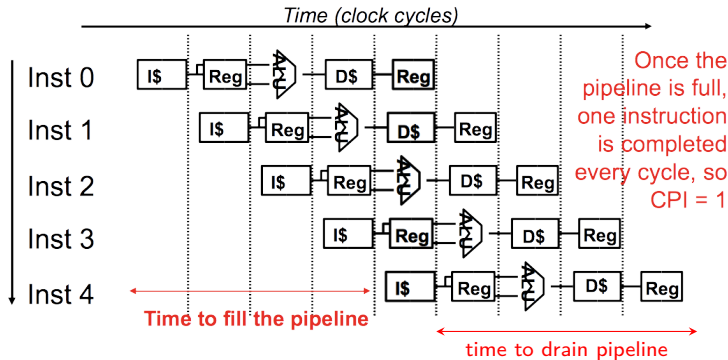 Time (clock cycles)
Inst 0 I$ Reg ALU D$ Reg
Inst 1 I$ Reg ALU D$ Reg
Inst 2 I$ Reg ALU D$ Reg
Inst 3 I$ Reg ALU D$ Reg
Inst 4 I$ Reg ALU D$ Reg
Once the
pipeline is full,
one instruction
is completed
every cycle, so
CPI = 1
Time to fill the pipeline
time to drain pipeline